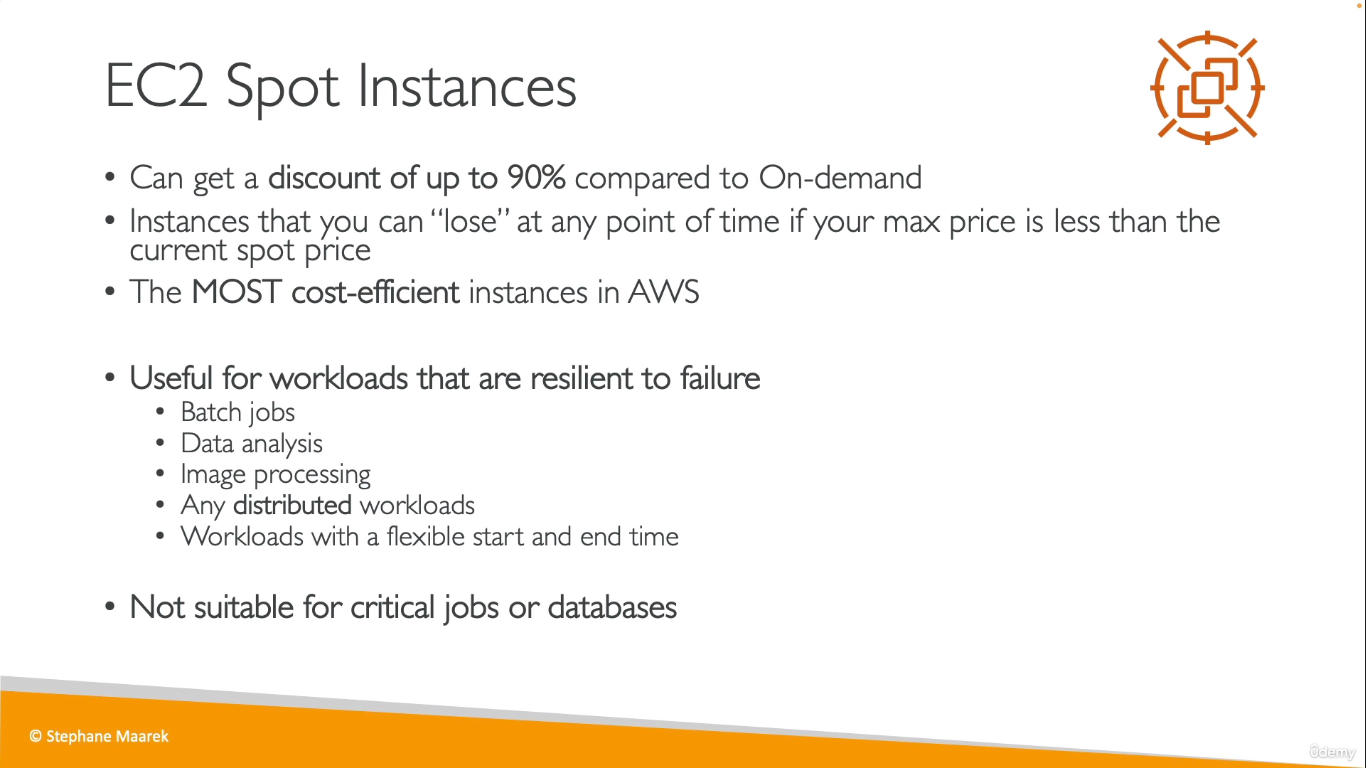 EC2 Spot Instances
• Can get a discount of up to 90% compared to On-demand
• Instances that you can “lose” at any point of time if your max price is less than the
current spot price
• The MOST cost-efficient instances in AWS
• Useful for workloads that are resilient to failure
• Batch jobs
• Data analysis
• Image processing
• Any distributed workloads
• Workloads with a flexible start and end time
• Not suitable for critical jobs or databases
© Stephane Maarek
ûdemy